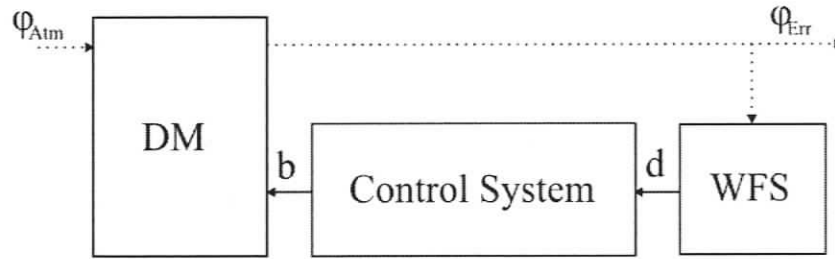 φAtm
φErr
DM
b
Control System
d
WFS